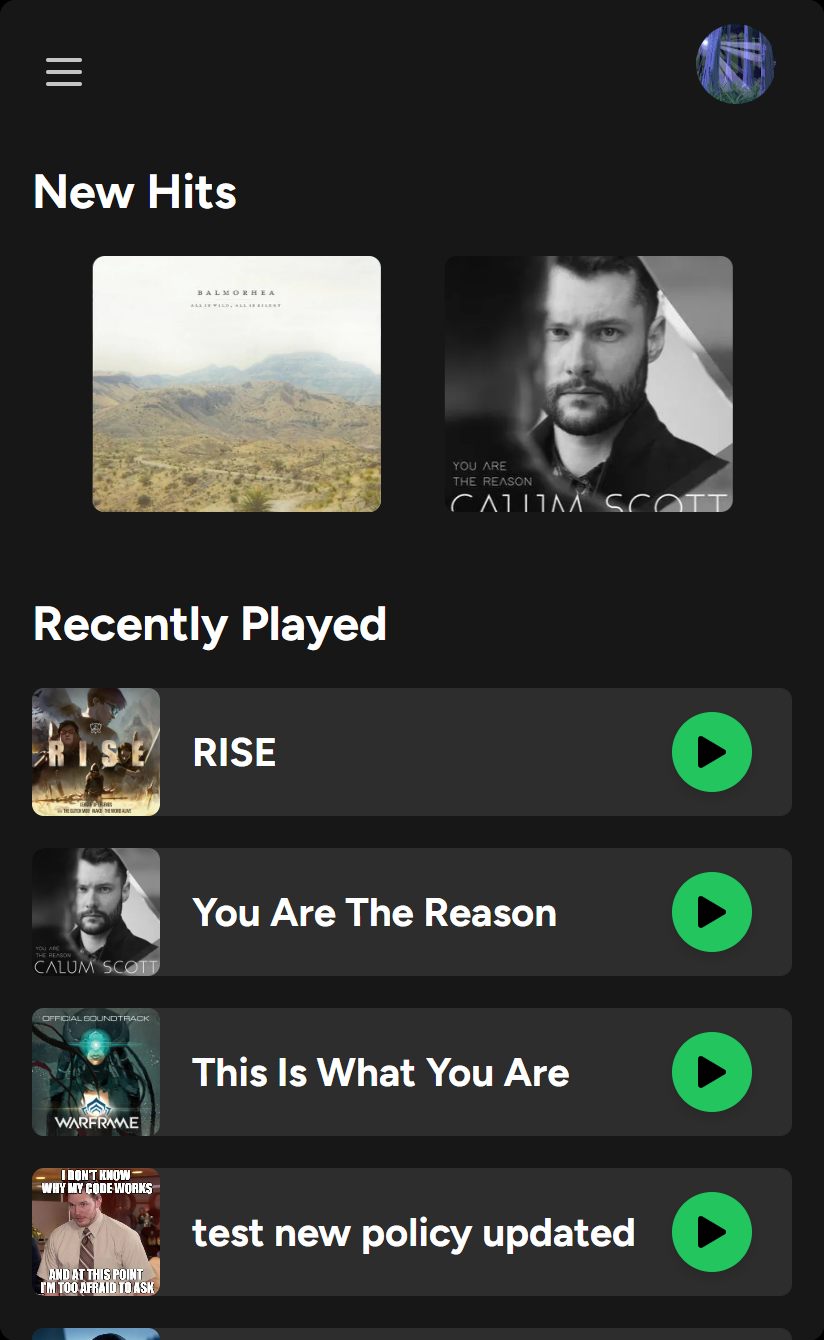 New Hits
BALMORHEA
ALL IS WILD, ALL IS SILENT
YOU ARE
THE REASON
CALUM SCOTT
Recently Played
RISE
RISE
YOU ARE
THE REASON
CALUM SCOTT
You Are The Reason
OFFICIAL SOUNDTRACK
WARFRAME
This Is What You Are
I DON'T KNOW
WHY MY CODE WORKS
AND AT THIS POINT
I'M TOO AFRAID TO ASK
test new policy updated